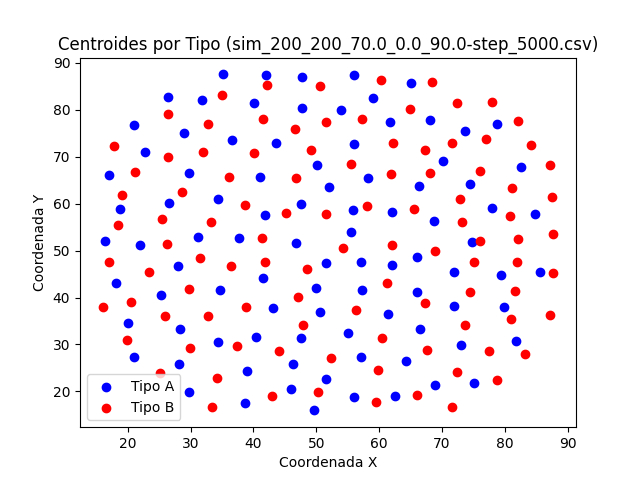 Centroides por Tipo (sim_200_200_70.0_0.0_90.0-step_5000.csv)
90
80
70
60
50
40
30
20
Coordenada Y
Tipo A
Tipo B
20 30 40 50 60 70 80 90
Coordenada X